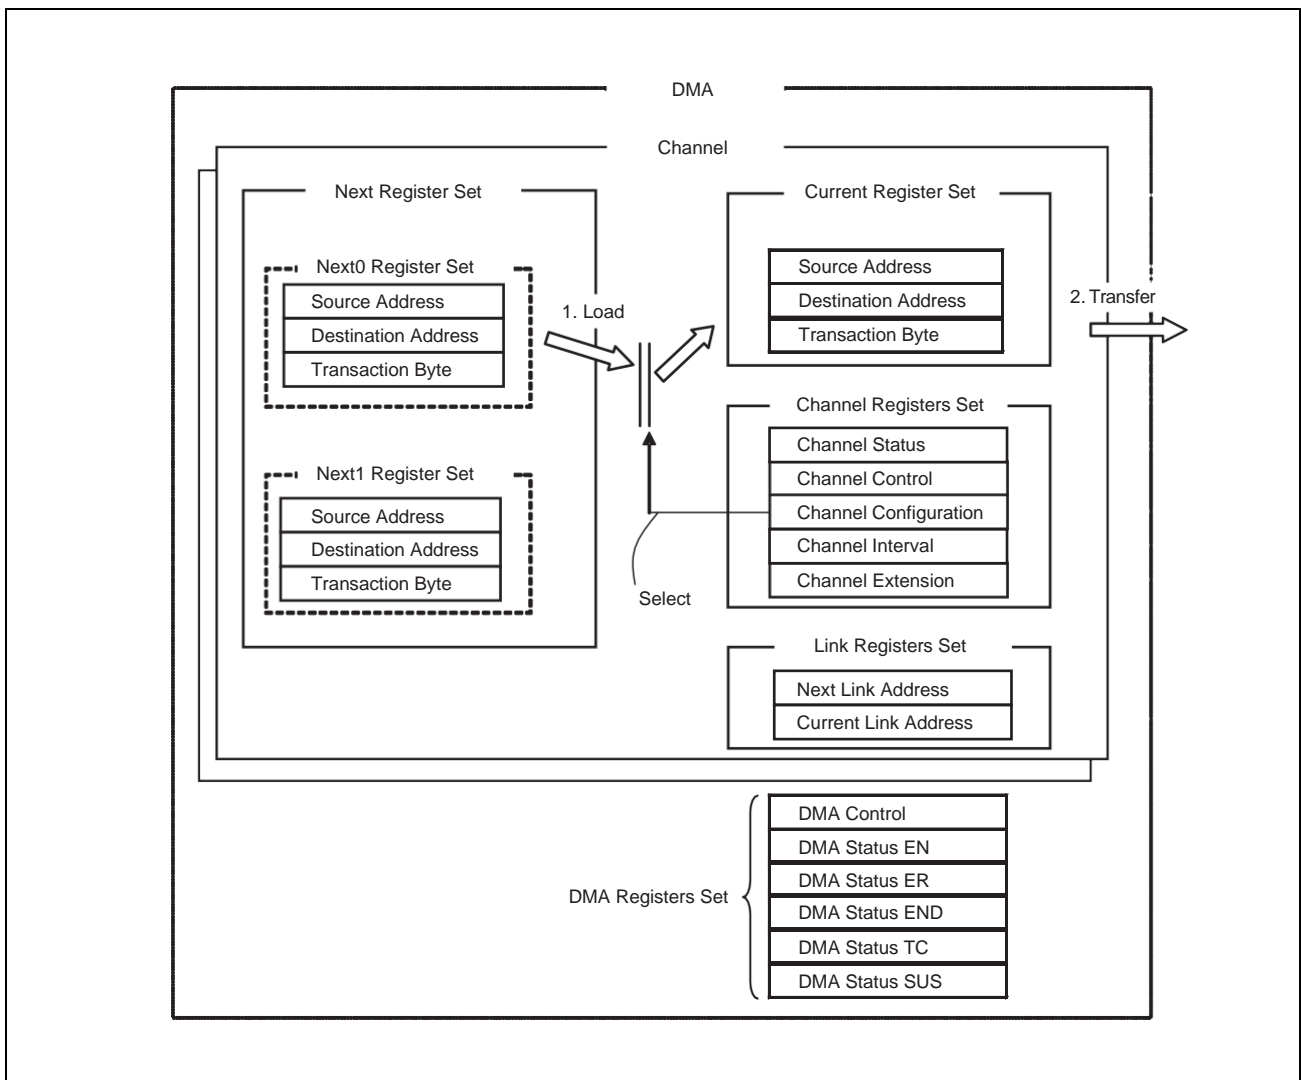 DMA
Channel
Next Register Set
Next0 Register Set
Source Address
Destination Address
Transaction Byte
Next1 Register Set
Source Address
Destination Address
Transaction Byte
1. Load
Select
Current Register Set
Source Address
Destination Address
Transaction Byte
2. Transfer
Channel Registers Set
Channel Status
Channel Control
Channel Configuration
Channel Interval
Channel Extension
Link Registers Set
Next Link Address
Current Link Address
DMA Registers Set
DMA Control
DMA Status EN
DMA Status ER
DMA Status END
DMA Status TC
DMA Status SUS